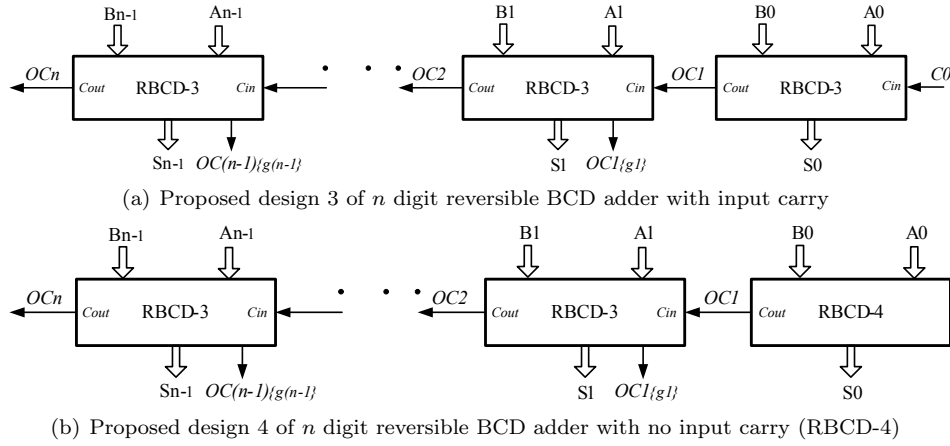 Bn-1 An-1 B1 A1 B0 A0
OCn Cout RBCD-3 Cin . . . OC2 Cout RBCD-3 Cin OC1 Cout RBCD-3 Cin C0
Sn-1 OC(n-1){g(n-1} S1 OC1{g1} S0
(a) Proposed design 3 of n digit reversible BCD adder with input carry
Bn-1 An-1 B1 A1 B0 A0
OCn Cout RBCD-3 Cin . . . OC2 Cout RBCD-3 Cin OC1 Cout RBCD-4
Sn-1 OC(n-1){g(n-1} S1 OC1{g1} S0
(b) Proposed design 4 of n digit reversible BCD adder with no input carry (RBCD-4)